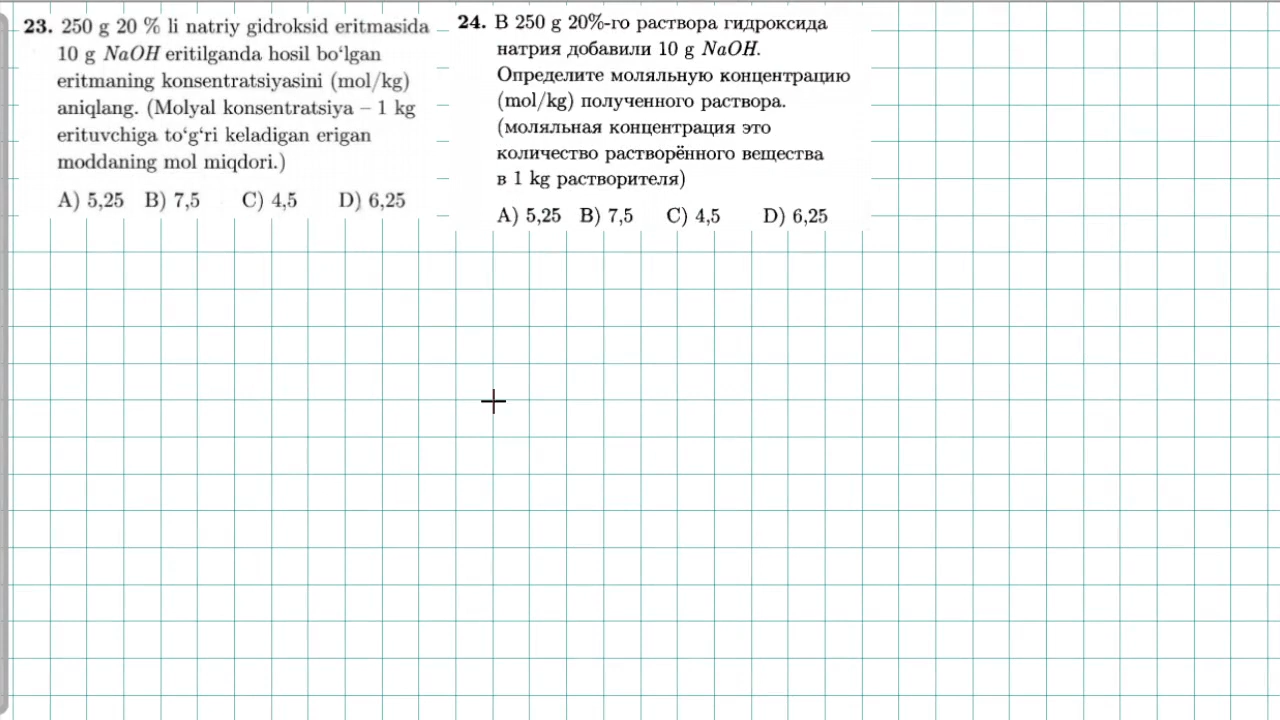 23. 250 g 20 % li natriy gidroksid eritmasida
10 g NaOH eritilganda hosil bo‘lgan
eritmaning konsentratsiyasini (mol/kg)
aniqlang. (Molyal konsentratsiya – 1 kg
erituvchiga to‘g‘ri keladigan erigan
moddaning mol miqdori.)
A) 5,25 B) 7,5 C) 4,5 D) 6,25
24. В 250 g 20%-го раствора гидроксида
натрия добавили 10 g NaOH.
Определите моляльную концентрацию
(mol/kg) полученного раствора.
(моляльная концентрация это
количество растворённого вещества
в 1 kg растворителя)
A) 5,25 B) 7,5 C) 4,5 D) 6,25